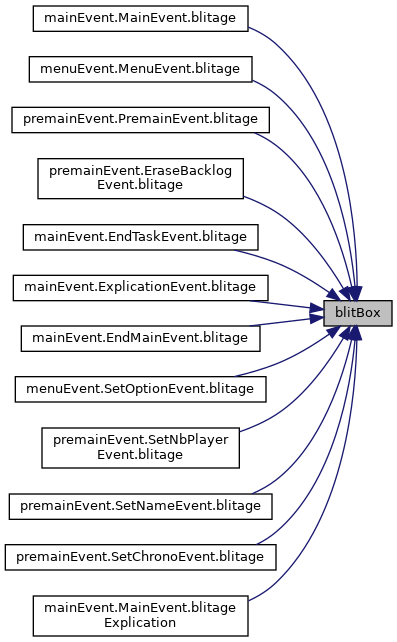 mainEvent.MainEvent.blitage
menuEvent.MenuEvent.blitage
premainEvent.PremainEvent.blitage
premainEvent.EraseBacklog
Event.blitage
mainEvent.EndTaskEvent.blitage
mainEvent.ExplicationEvent.blitage
blitBox
mainEvent.EndMainEvent.blitage
menuEvent.SetOptionEvent.blitage
premainEvent.SetNbPlayer
Event.blitage
premainEvent.SetNameEvent.blitage
premainEvent.SetChronoEvent.blitage
mainEvent.MainEvent.blitage
Explication